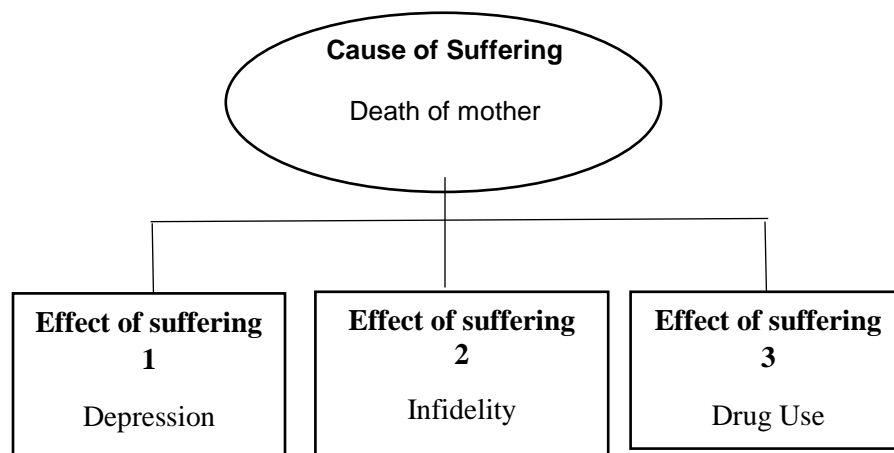 Cause of Suffering
Death of mother
Effect of suffering
1
Depression
Effect of suffering
2
Infidelity
Effect of suffering
3
Drug Use